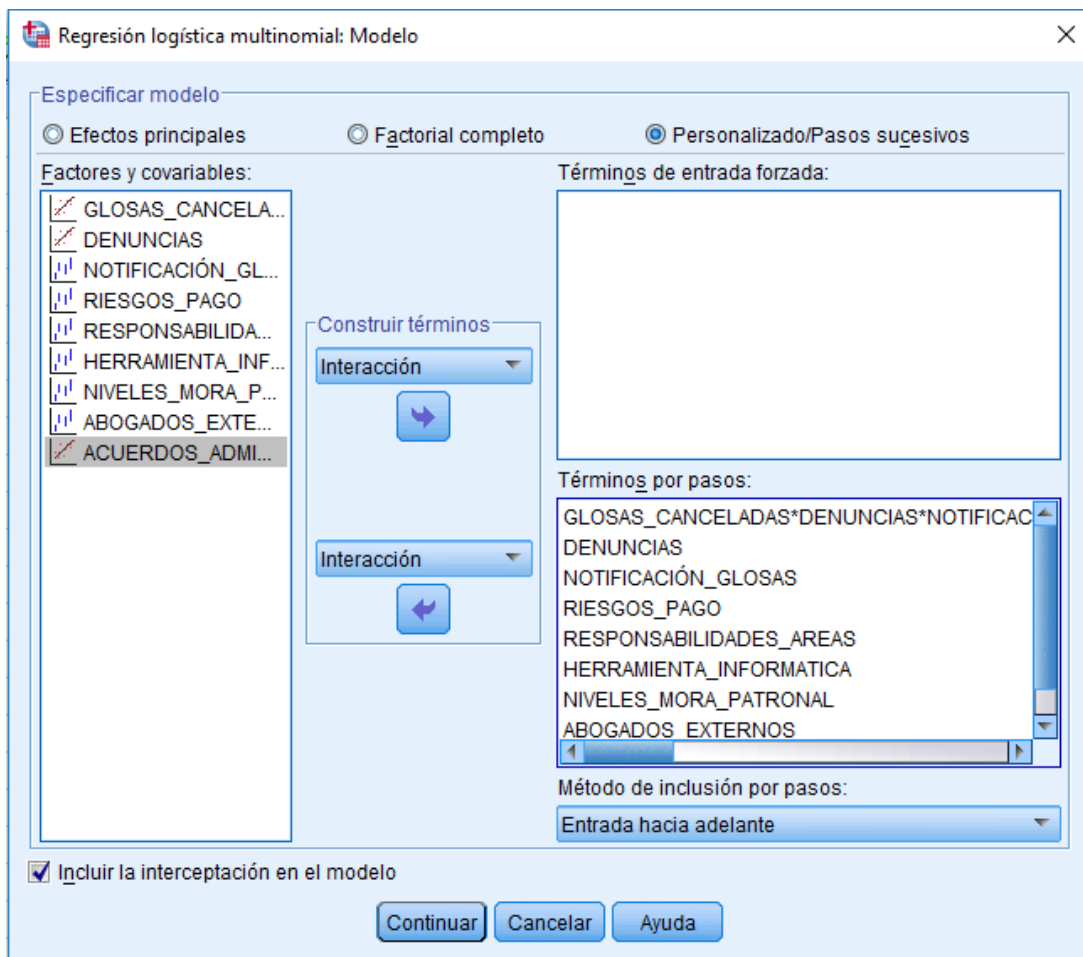 Regresión logística multinomial: Modelo
Especificar modelo
Efectos principales
Factorial completo
Personalizado/Pasos sucesivos
Factores y covariables:
GLOSAS_CANCELA...
DENUNCIAS
NOTIFICACIÓN_GL...
RIESGOS_PAGO
RESPONSABILIDA...
HERRAMIENTA_INF...
NIVELES_MORA_P...
ABOGADOS_EXTE...
ACUERDOS_ADMI...
Construir términos
Interacción
Interacción
Términos de entrada forzada:
Términos por pasos:
GLOSAS_CANCELADAS*DENUNCIAS*NOTIFICAC
DENUNCIAS
NOTIFICACIÓN_GLOSAS
RIESGOS_PAGO
RESPONSABILIDADES_AREAS
HERRAMIENTA_INFORMATICA
NIVELES_MORA_PATRONAL
ABOGADOS_EXTERNOS
Método de inclusión por pasos:
Entrada hacia adelante
Incluir la interceptación en el modelo
Continuar
Cancelar
Ayuda